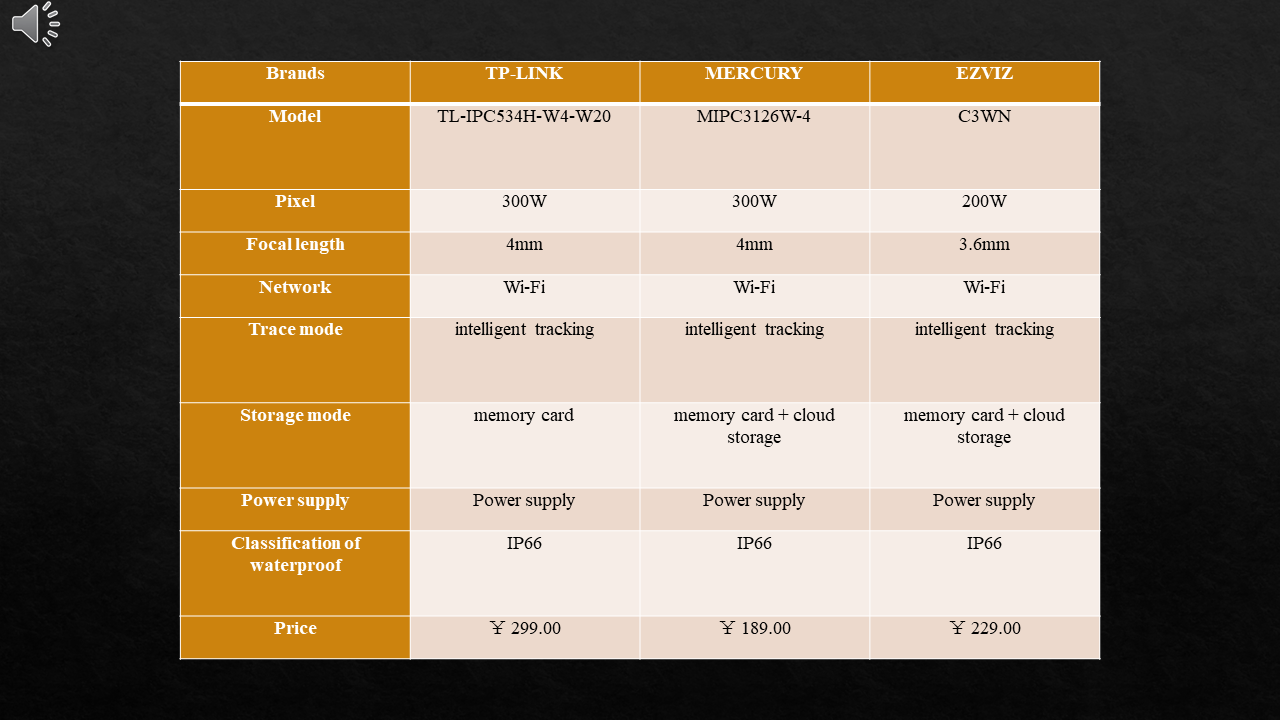 Brands TP-LINK MERCURY EZVIZ
Model TL-IPC534H-W4-W20 MIPC3126W-4 C3WN
Pixel 300W 300W 200W
Focal length 4mm 4mm 3.6mm
Network Wi-Fi Wi-Fi Wi-Fi
Trace mode intelligent tracking intelligent tracking intelligent tracking
Storage mode memory card memory card + cloud storage memory card + cloud storage
Power supply Power supply Power supply Power supply
Classification of waterproof IP66 IP66 IP66
Price ¥ 299.00 ¥ 189.00 ¥ 229.00